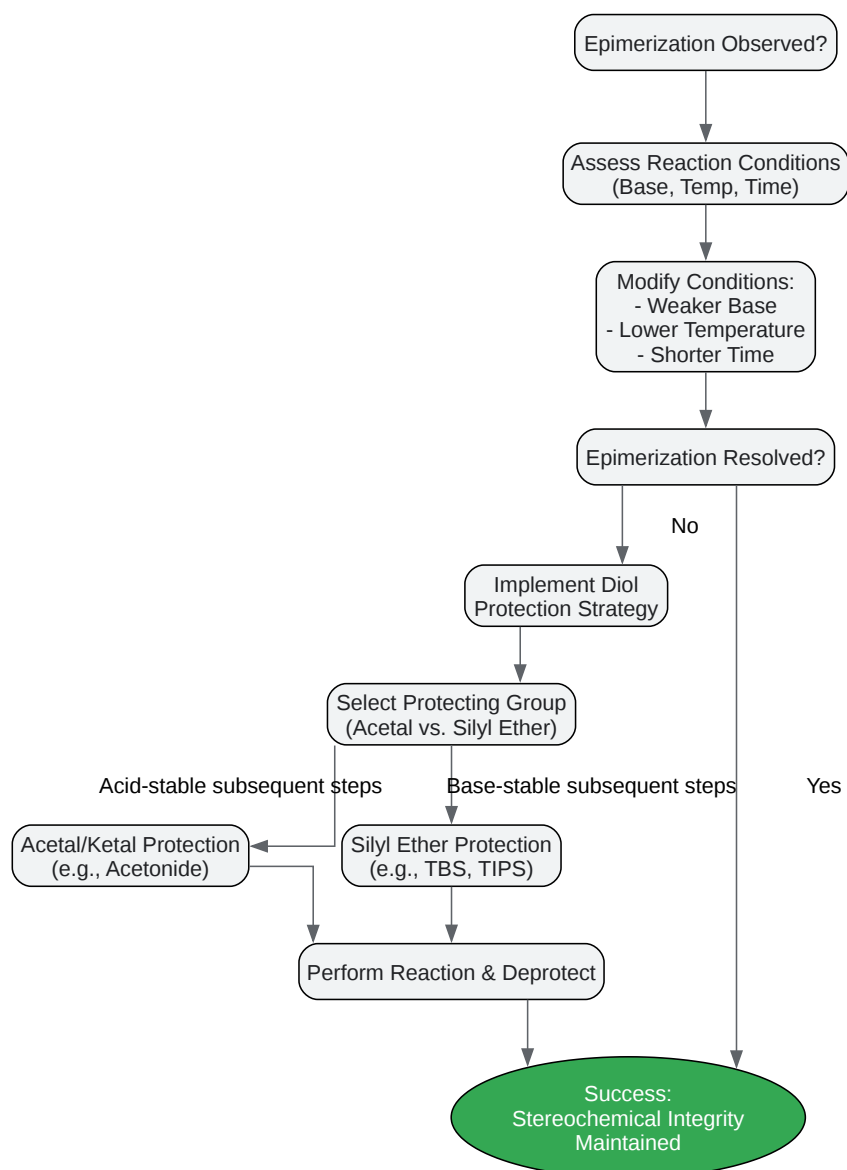 Epimerization Observed?
Assess Reaction Conditions
(Base, Temp, Time)
Modify Conditions:
- Weaker Base
- Lower Temperature
- Shorter Time
Epimerization Resolved?
No
Implement Diol
Protection Strategy
Select Protecting Group
(Acetal vs. Silyl Ether)
Acid-stable subsequent steps
Base-stable subsequent steps
Yes
Acetal/Ketal Protection
(e.g., Acetonide)
Silyl Ether Protection
(e.g., TBS, TIPS)
Perform Reaction & Deprotect
Success:
Stereochemical Integrity
Maintained